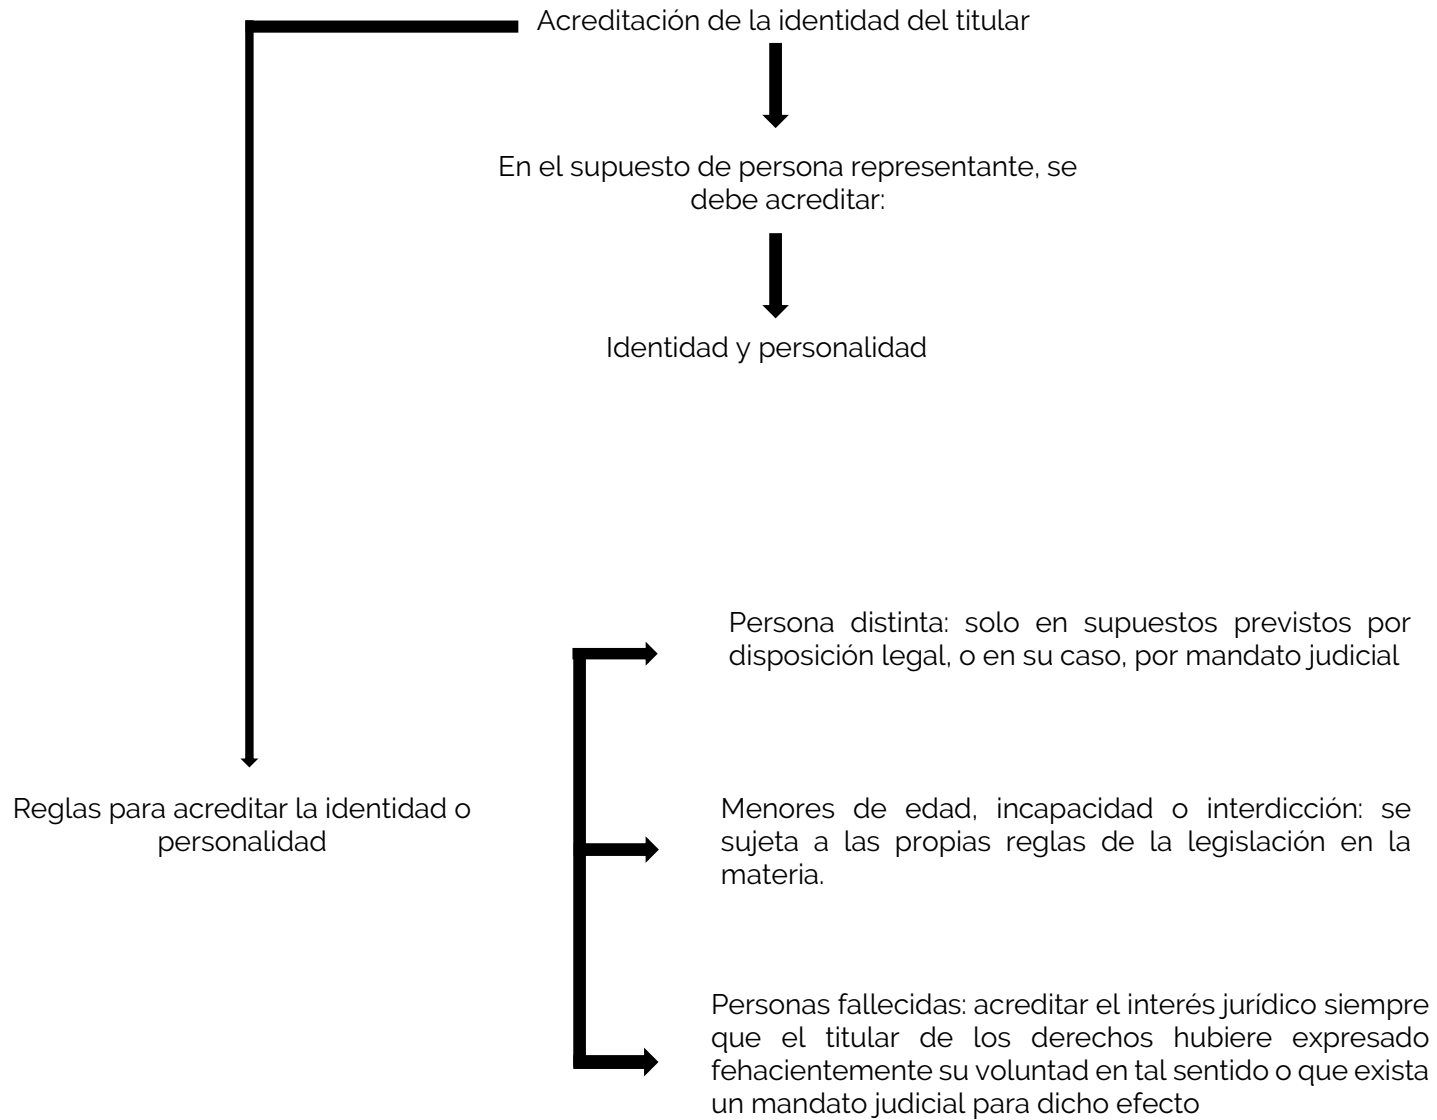 Acreditación de la identidad del titular
En el supuesto de persona representante, se
debe acreditar:
Identidad y personalidad
Reglas para acreditar la identidad o
personalidad
Persona distinta: solo en supuestos previstos por
disposición legal, o en su caso, por mandato judicial
Menores de edad, incapacidad o interdicción: se
sujeta a las propias reglas de la legislación en la
materia.
Personas fallecidas: acreditar el interés jurídico siempre
que el titular de los derechos hubiere expresado
fehacientemente su voluntad en tal sentido o que exista
un mandato judicial para dicho efecto